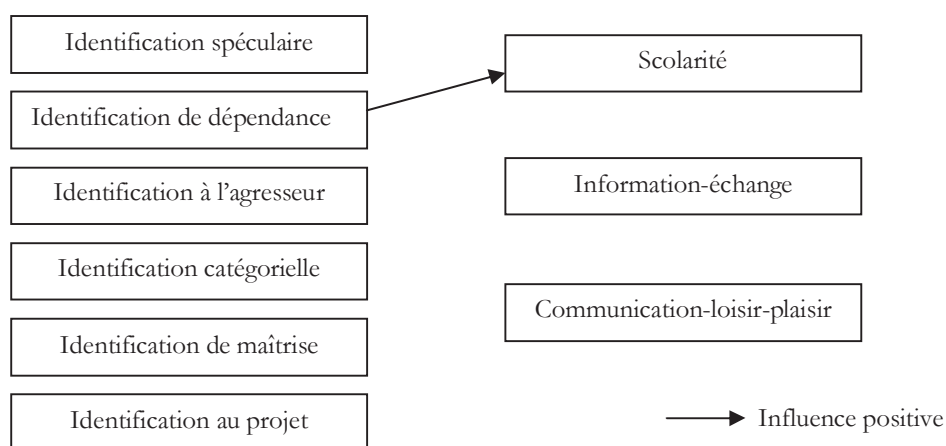 Identification spéculaire
Identification de dépendance
Identification à l'agresseur
Identification catégorielle
Identification de maîtrise
Identification au projet
Scolarité
Information-échange
Communication-loisir-plaisir
Influence positive